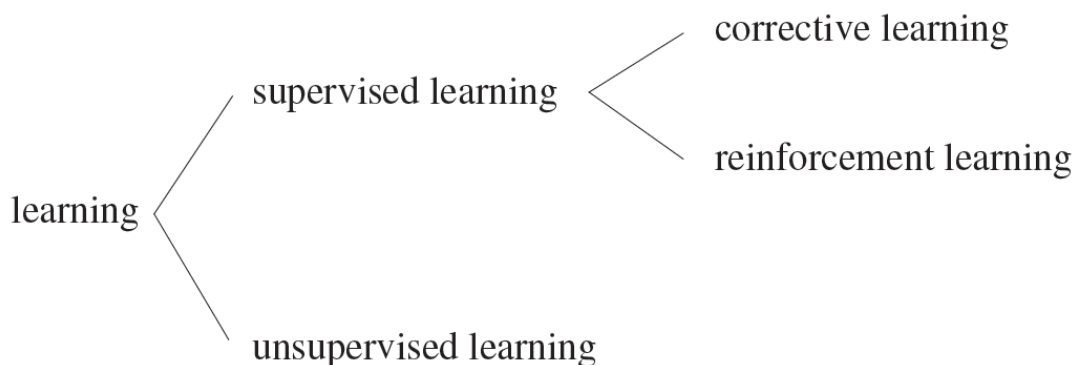 corrective learning
supervised learning
reinforcement learning
learning
unsupervised learning